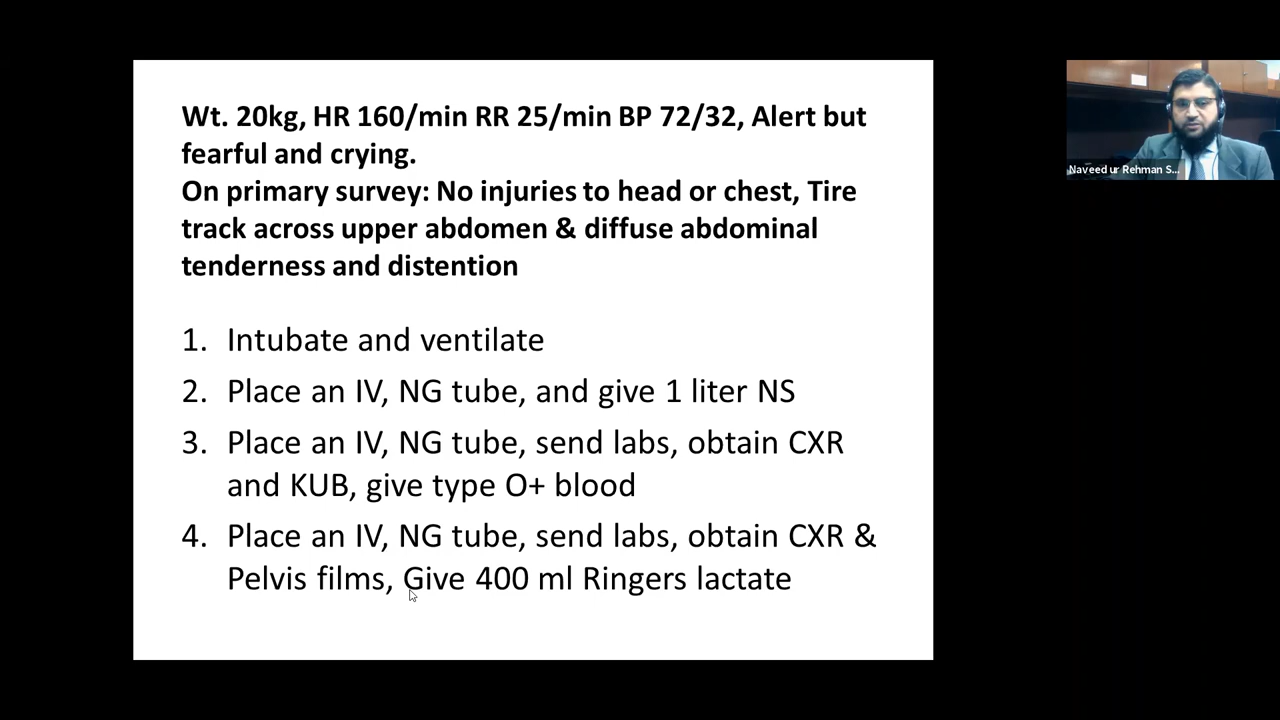 Wt. 20kg, HR 160/min RR 25/min BP 72/32, Alert but
fearful and crying.
On primary survey: No injuries to head or chest, Tire
track across upper abdomen & diffuse abdominal
tenderness and distention
1. Intubate and ventilate
2. Place an IV, NG tube, and give 1 liter NS
3. Place an IV, NG tube, send labs, obtain CXR
and KUB, give type O+ blood
4. Place an IV, NG tube, send labs, obtain CXR &
Pelvis films, Give 400 ml Ringers lactate
Naveed ur Rehman S...